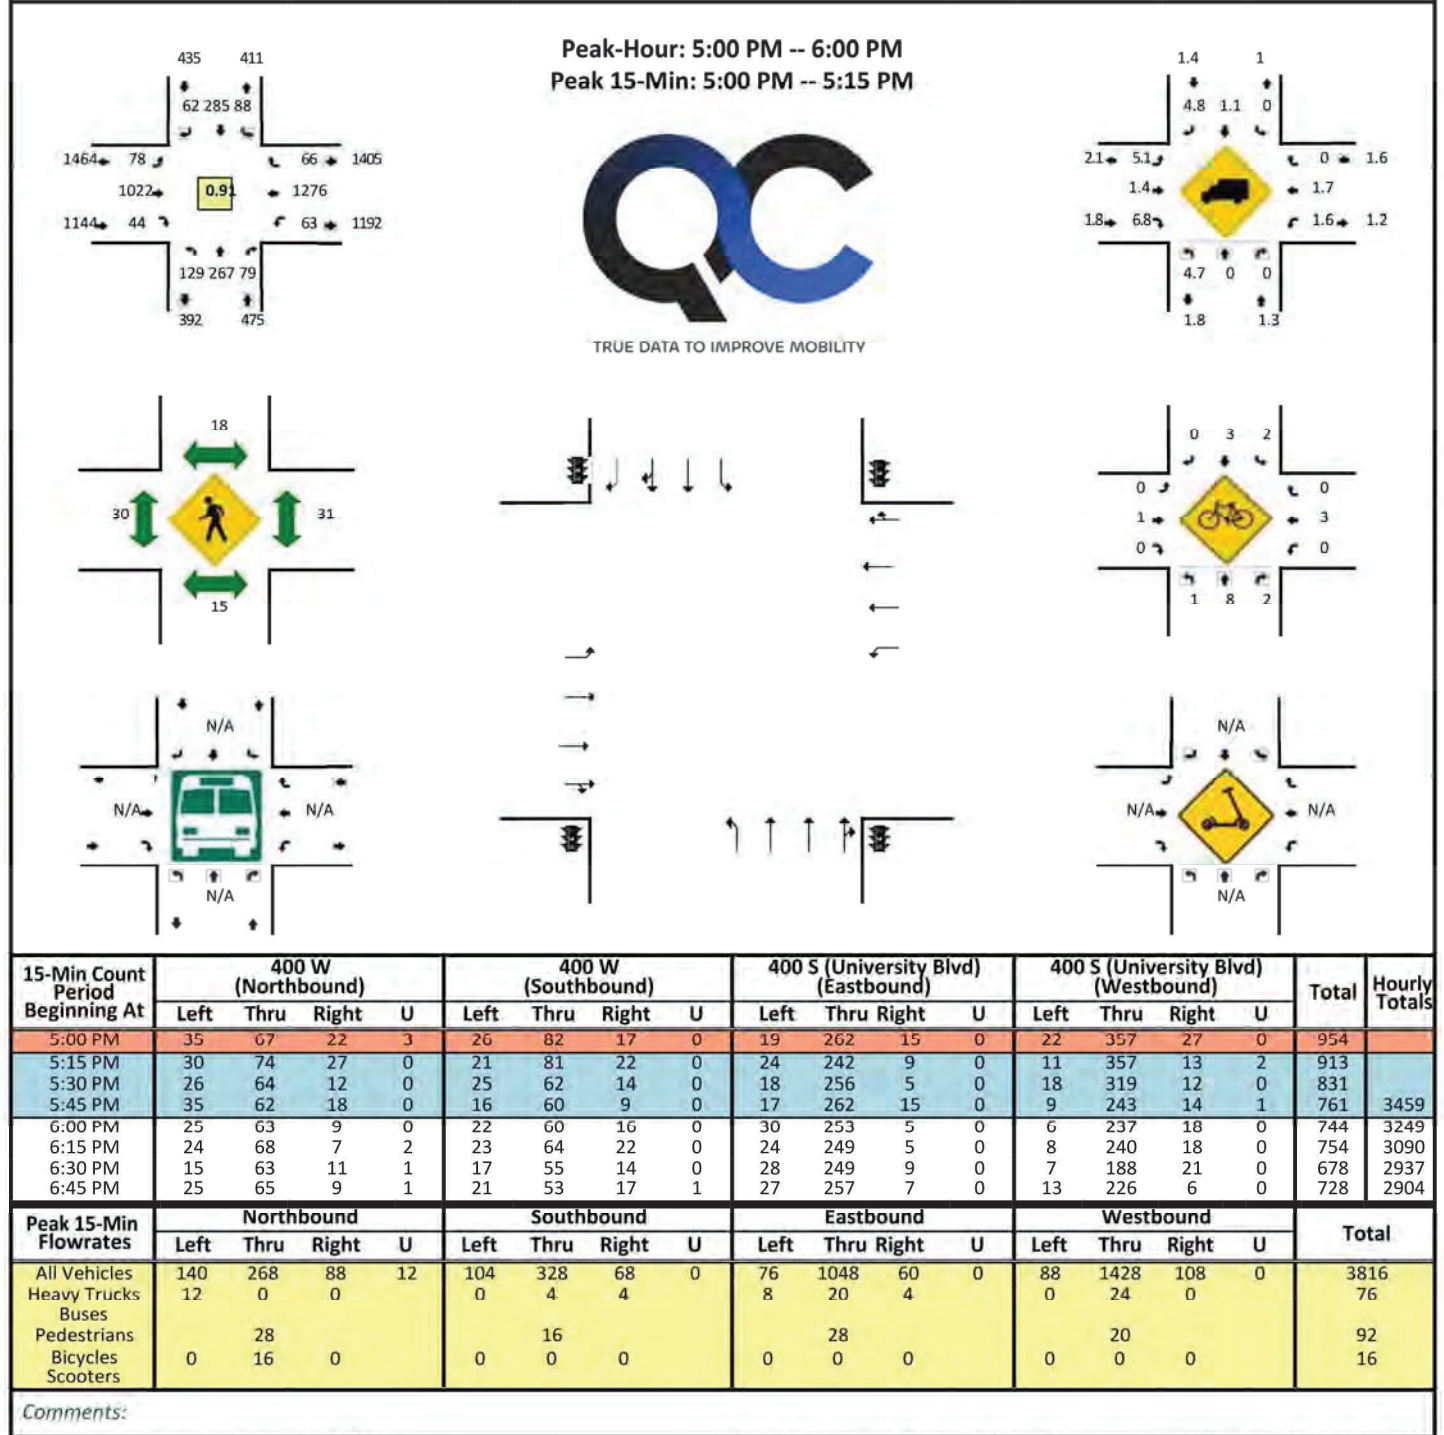 Peak-Hour: 5:00 PM -- 6:00 PM
Peak 15-Min: 5:00 PM -- 5:15 PM
435 411
62 285 88
1464 78 66 1405
1022 0.91 1276
1144 44 63 1192
129 267 79
392 475
QC
TRUE DATA TO IMPROVE MOBILITY
1.4 1
4.8 1.1 0
2.1 5.1 0 1.6
1.4 1.7
1.8 6.8 1.6 1.2
4.7 0 0
1.8 1.3
18
30 31
15
0 3 2
0 0
1 3
0 0
1 8 2
N/A
N/A N/A
N/A
N/A
N/A N/A
N/A
15-Min Count Period Beginning At 400 W (Northbound) 400 W (Southbound) 400 S (University Blvd) (Eastbound) 400 S (University Blvd) (Westbound) Total Hourly Totals
Left Thru Right U Left Thru Right U Left Thru Right U Left Thru Right U
5:00 PM 35 67 22 3 26 82 17 0 19 262 15 0 22 357 27 0 954
5:15 PM 30 74 27 0 21 81 22 0 24 242 9 0 11 357 13 2 913
5:30 PM 26 64 12 0 25 62 14 0 18 256 5 0 18 319 12 0 831
5:45 PM 35 62 18 0 16 60 9 0 17 262 15 0 9 243 14 1 761 3459
6:00 PM 25 63 9 0 22 60 16 0 30 253 5 0 6 237 18 0 744 3249
6:15 PM 24 68 7 2 23 64 22 0 24 249 5 0 8 240 18 0 754 3090
6:30 PM 15 63 11 1 17 55 14 0 28 249 9 0 7 188 21 0 678 2937
6:45 PM 25 65 9 1 21 53 17 1 27 257 7 0 13 226 6 0 728 2904
Peak 15-Min Flowrates Northbound Southbound Eastbound Westbound Total
Left Thru Right U Left Thru Right U Left Thru Right U Left Thru Right U
All Vehicles 140 268 88 12 104 328 68 0 76 1048 60 0 88 1428 108 0 3816
Heavy Trucks 12 0 0 0 4 4 8 20 4 0 24 0 76
Buses
Pedestrians 28 16 28 20 92
Bicycles 0 16 0 0 0 0 0 0 0 0 0 0 16
Scooters
Comments: